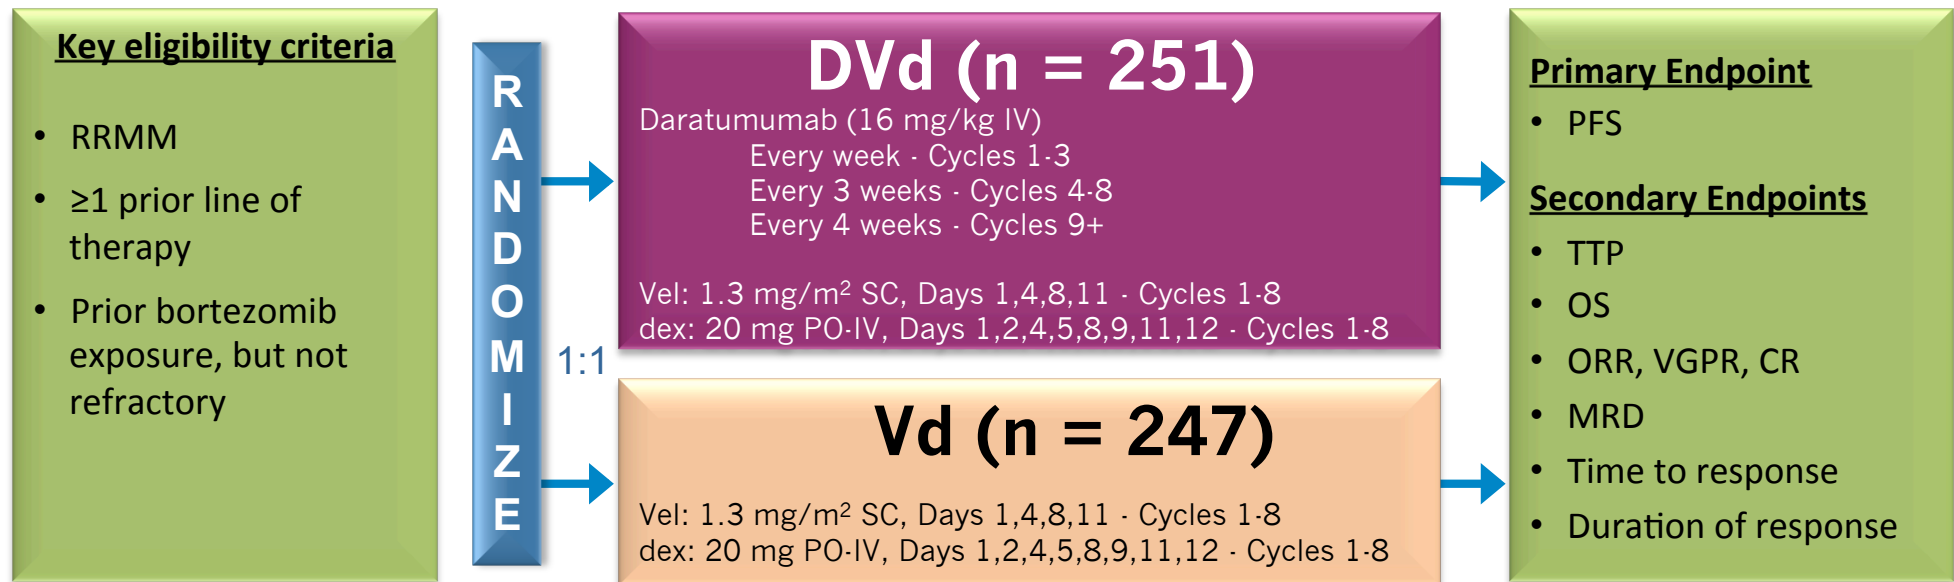 Key eligibility criteria
• RRMM
• ≥1 prior line of
therapy
• Prior bortezomib
exposure, but not
refractory
RANDOMIZE
1:1
DVd (n = 251)
Daratumumab (16 mg/kg IV)
Every week - Cycles 1-3
Every 3 weeks - Cycles 4-8
Every 4 weeks - Cycles 9+
Vel: 1.3 mg/m² SC, Days 1,4,8,11 - Cycles 1-8
dex: 20 mg PO-IV, Days 1,2,4,5,8,9,11,12 - Cycles 1-8
Vd (n = 247)
Vel: 1.3 mg/m² SC, Days 1,4,8,11 - Cycles 1-8
dex: 20 mg PO-IV, Days 1,2,4,5,8,9,11,12 - Cycles 1-8
Primary Endpoint
• PFS
Secondary Endpoints
• TTP
• OS
• ORR, VGPR, CR
• MRD
• Time to response
• Duration of response